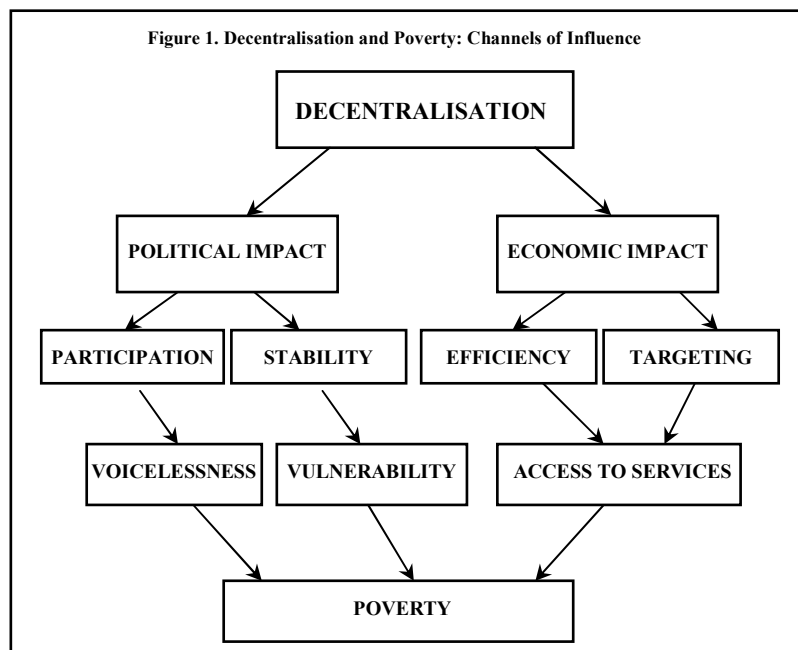 Figure 1. Decentralisation and Poverty: Channels of Influence
DECENTRALISATION
POLITICAL IMPACT
ECONOMIC IMPACT
PARTICIPATION
STABILITY
EFFICIENCY
TARGETING
VOICELESSNESS
VULNERABILITY
ACCESS TO SERVICES
POVERTY